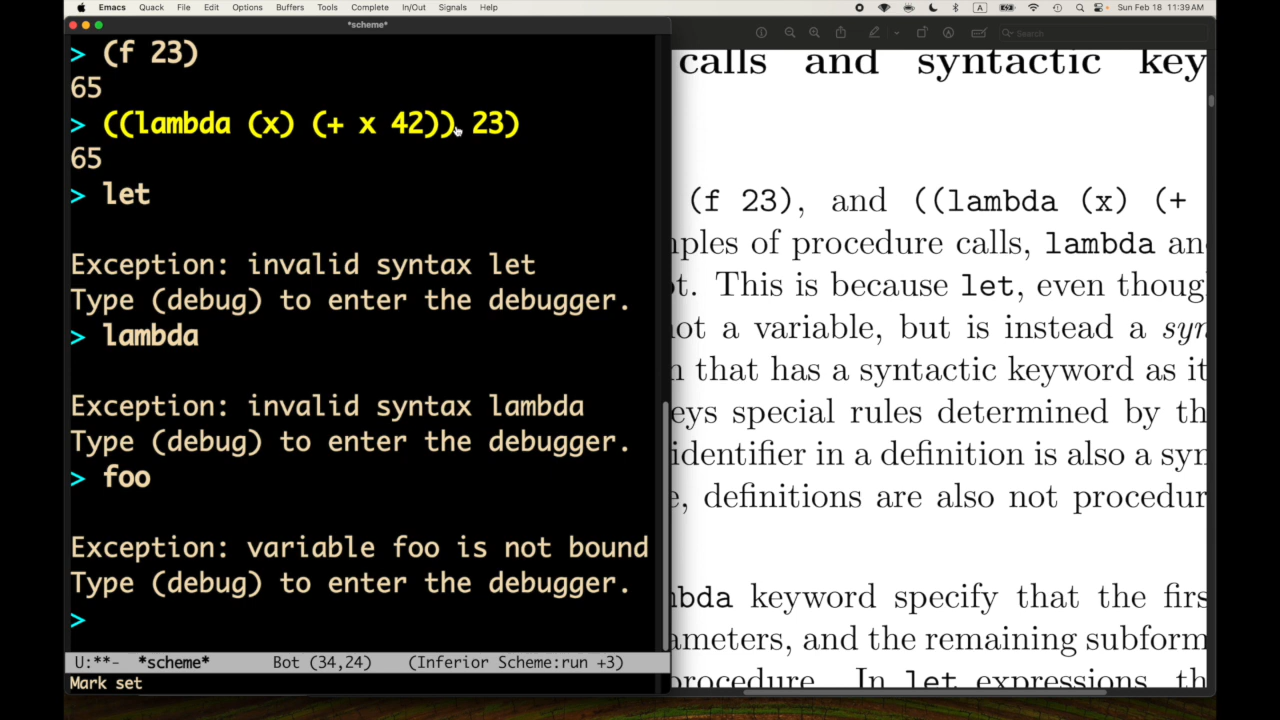 Emacs Quack File Edit Options Buffers Tools Complete In/Out Signals Help Sun Feb 18 11:39 AM
*scheme*
> (f 23)
65
> ((lambda (x) (+ x 42)) 23)
65
> let
Exception: invalid syntax let
Type (debug) to enter the debugger.
> lambda
Exception: invalid syntax lambda
Type (debug) to enter the debugger.
> foo
Exception: variable foo is not bound
Type (debug) to enter the debugger.
>
U:**- *scheme* Bot (34,24) (Inferior Scheme:run +3)
Mark set
Search
calls and syntactic key
(f 23), and ((lambda (x) (+
ples of procedure calls, lambda an
t. This is because let, even thoug
ot a variable, but is instead a syn
that has a syntactic keyword as it
eys special rules determined by th
identifier in a definition is also a syn
e, definitions are also not procedur
bda keyword specify that the firs
ameters, and the remaining subform
procedure. In let expressions, th